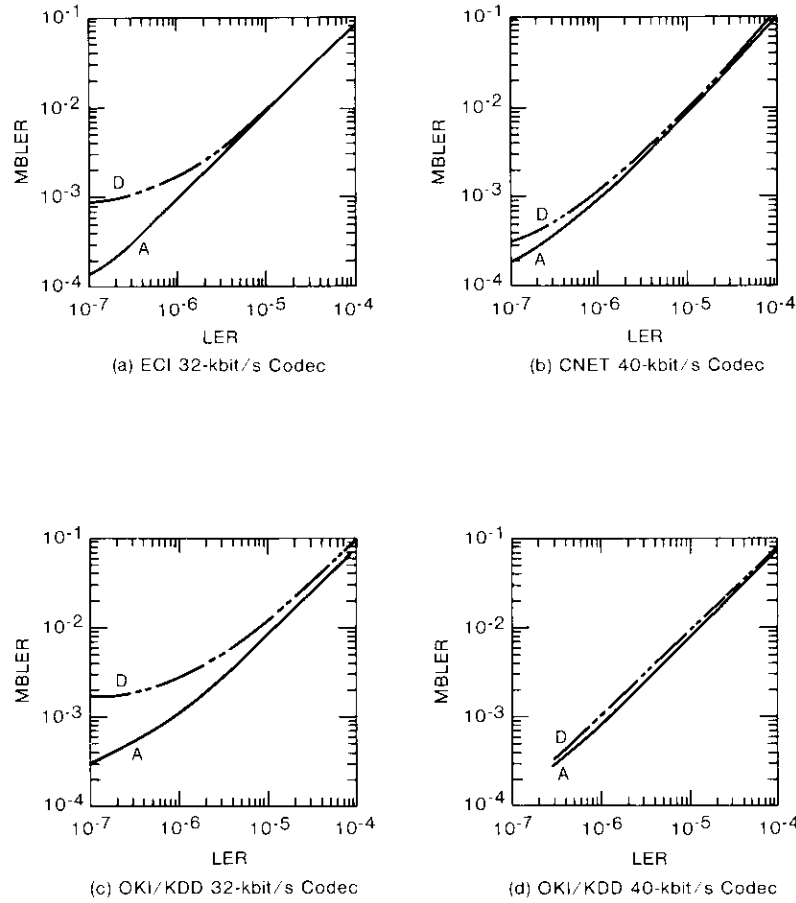 10-1
10-2
MBLER
10-3
10-4
D
A
10-7 10-6 10-5 10-4
LER
(a) ECI 32-kbit/s Codec
10-1
10-2
MBLER
10-3
10-4
D
A
10-7 10-6 10-5 10-4
LER
(b) CNET 40-kbit/s Codec
10-1
10-2
MBLER
10-3
10-4
D
A
10-7 10-6 10-5 10-4
LER
(c) OKI/KDD 32-kbit/s Codec
10-1
10-2
MBLER
10-3
10-4
D
A
10-7 10-6 10-5 10-4
LER
(d) OKI/KDD 40-kbit/s Codec